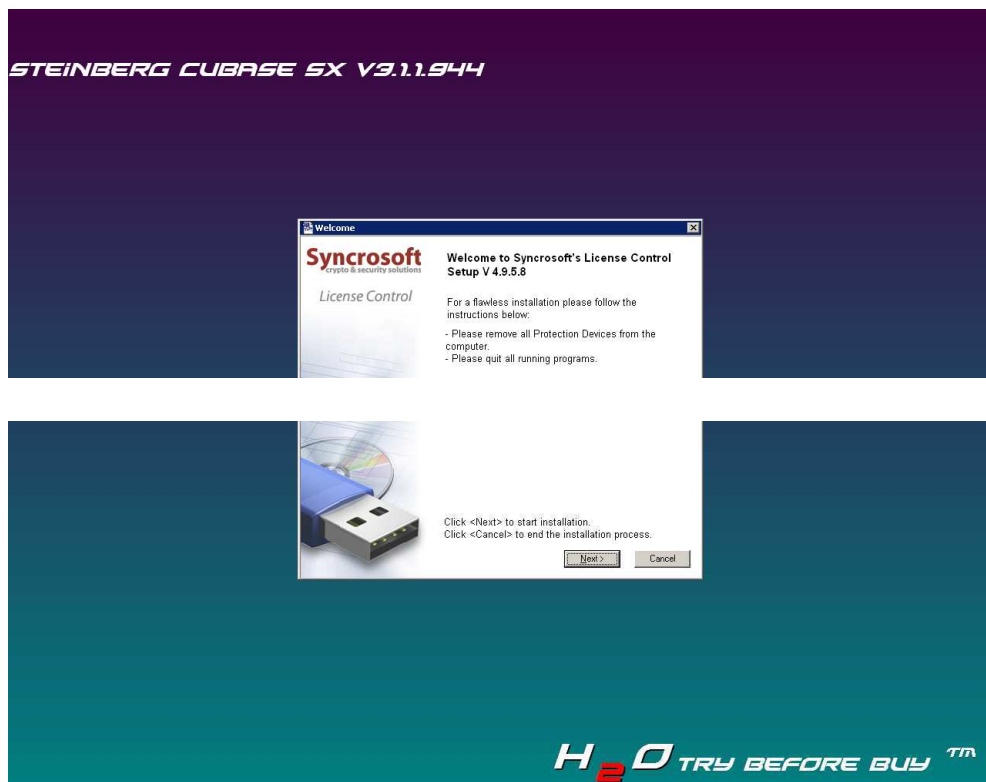 STEiNBERG CUBASE SX V3.1.1.944
Welcome
Syncrosoft
crypto & security solutions
License Control
Welcome to Syncrosoft's License Control
Setup V 4.9.5.8
For a flawless installation please follow the
instructions below:
- Please remove all Protection Devices from the
computer.
- Please quit all running programs.
Click <Next> to start installation.
Click <Cancel> to end the installation process.
Next >
Cancel
H2O TRY BEFORE BUY TM